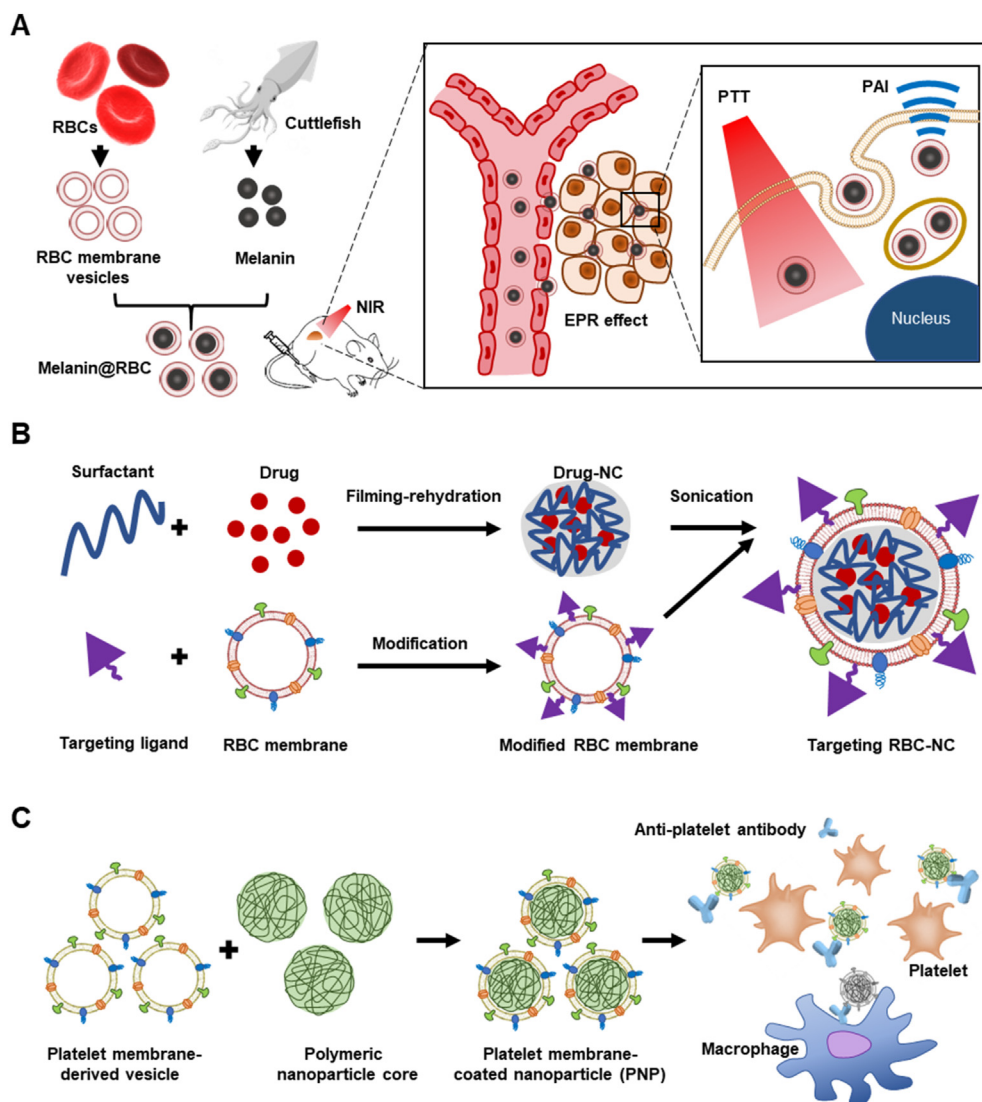 A
RBCs
Cuttlefish
RBC membrane
vesicles
Melanin
Melanin@RBC
NIR
EPR effect
PTT
PAI
Nucleus
B
Surfactant
Drug
Filming-rehydration
Drug-NC
Sonication
Modification
Targeting ligand
RBC membrane
Modified RBC membrane
Targeting RBC-NC
C
Anti-platelet antibody
Platelet
Macrophage
Platelet membrane-
derived vesicle
Polymeric
nanoparticle core
Platelet membrane-
coated nanoparticle (PNP)